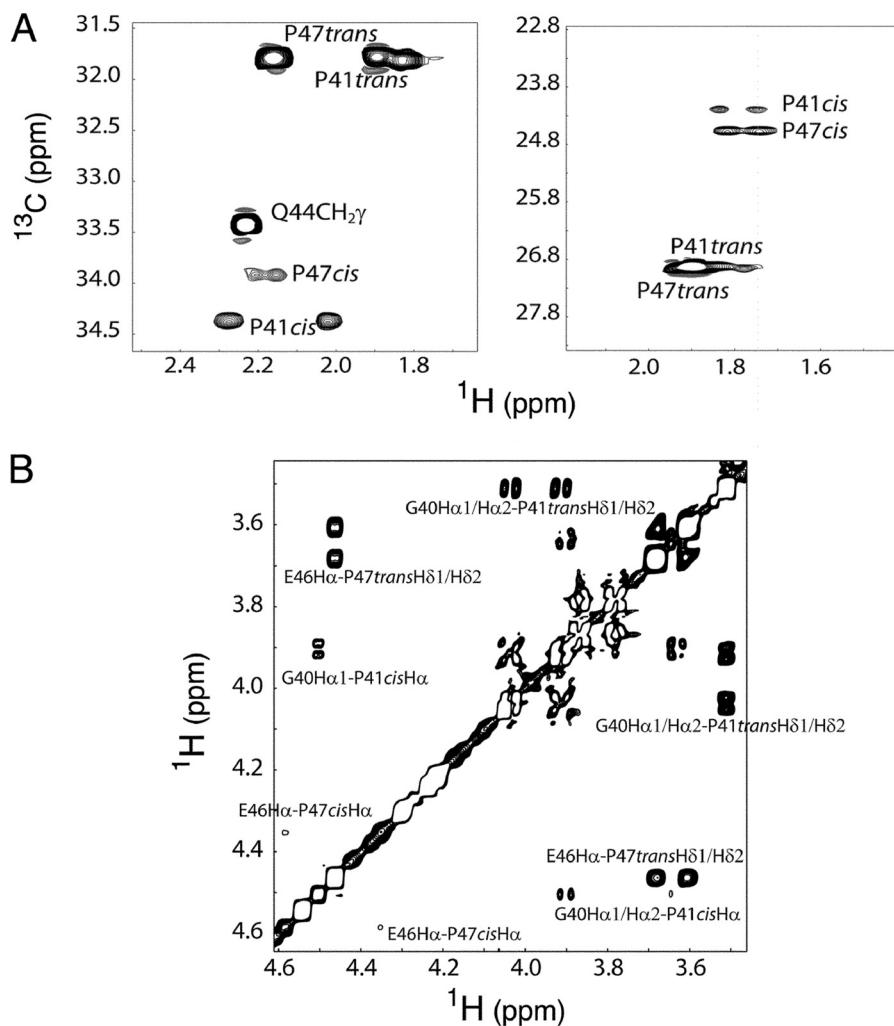 A
31.5
32.0
32.5
33.0
33.5
34.0
34.5
13C (ppm)
P47trans
P41trans
Q44CH2γ
P47cis
P41cis
2.4 2.2 2.0 1.8
22.8
23.8
24.8
25.8
26.8
27.8
P41cis
P47cis
P41trans
P47trans
2.0 1.8 1.6
1H (ppm)
B
3.6
3.8
4.0
4.2
4.4
4.6
1H (ppm)
G40Hα1/Hα2-P41transHδ1/Hδ2
E46Hα-P47transHδ1/Hδ2
G40Hα1-P41cisHα
G40Hα1/Hα2-P41transHδ1/Hδ2
E46Hα-P47cisHα
E46Hα-P47transHδ1/Hδ2
G40Hα1/Hα2-P41cisHα
E46Hα-P47cisHα
4.6 4.4 4.2 4.0 3.8 3.6
1H (ppm)